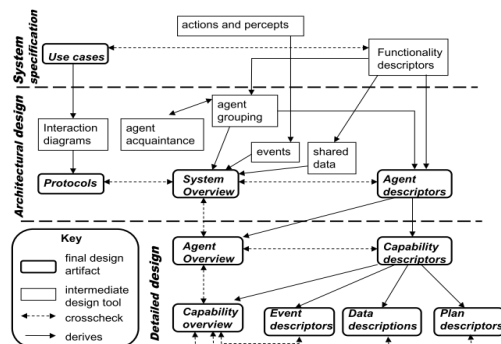 System
specification
actions and percepts
Use cases
Functionality
descriptors
Architectural design
agent
grouping
Interaction
diagrams
agent
acquaintance
events
shared
data
Protocols
System
Overview
Agent
descriptors
Detailed design
Key
final design
artifact
intermediate
design tool
crosscheck
derives
Agent
Overview
Capability
descriptors
Capability
overview
Event
descriptors
Data
descriptions
Plan
descriptors